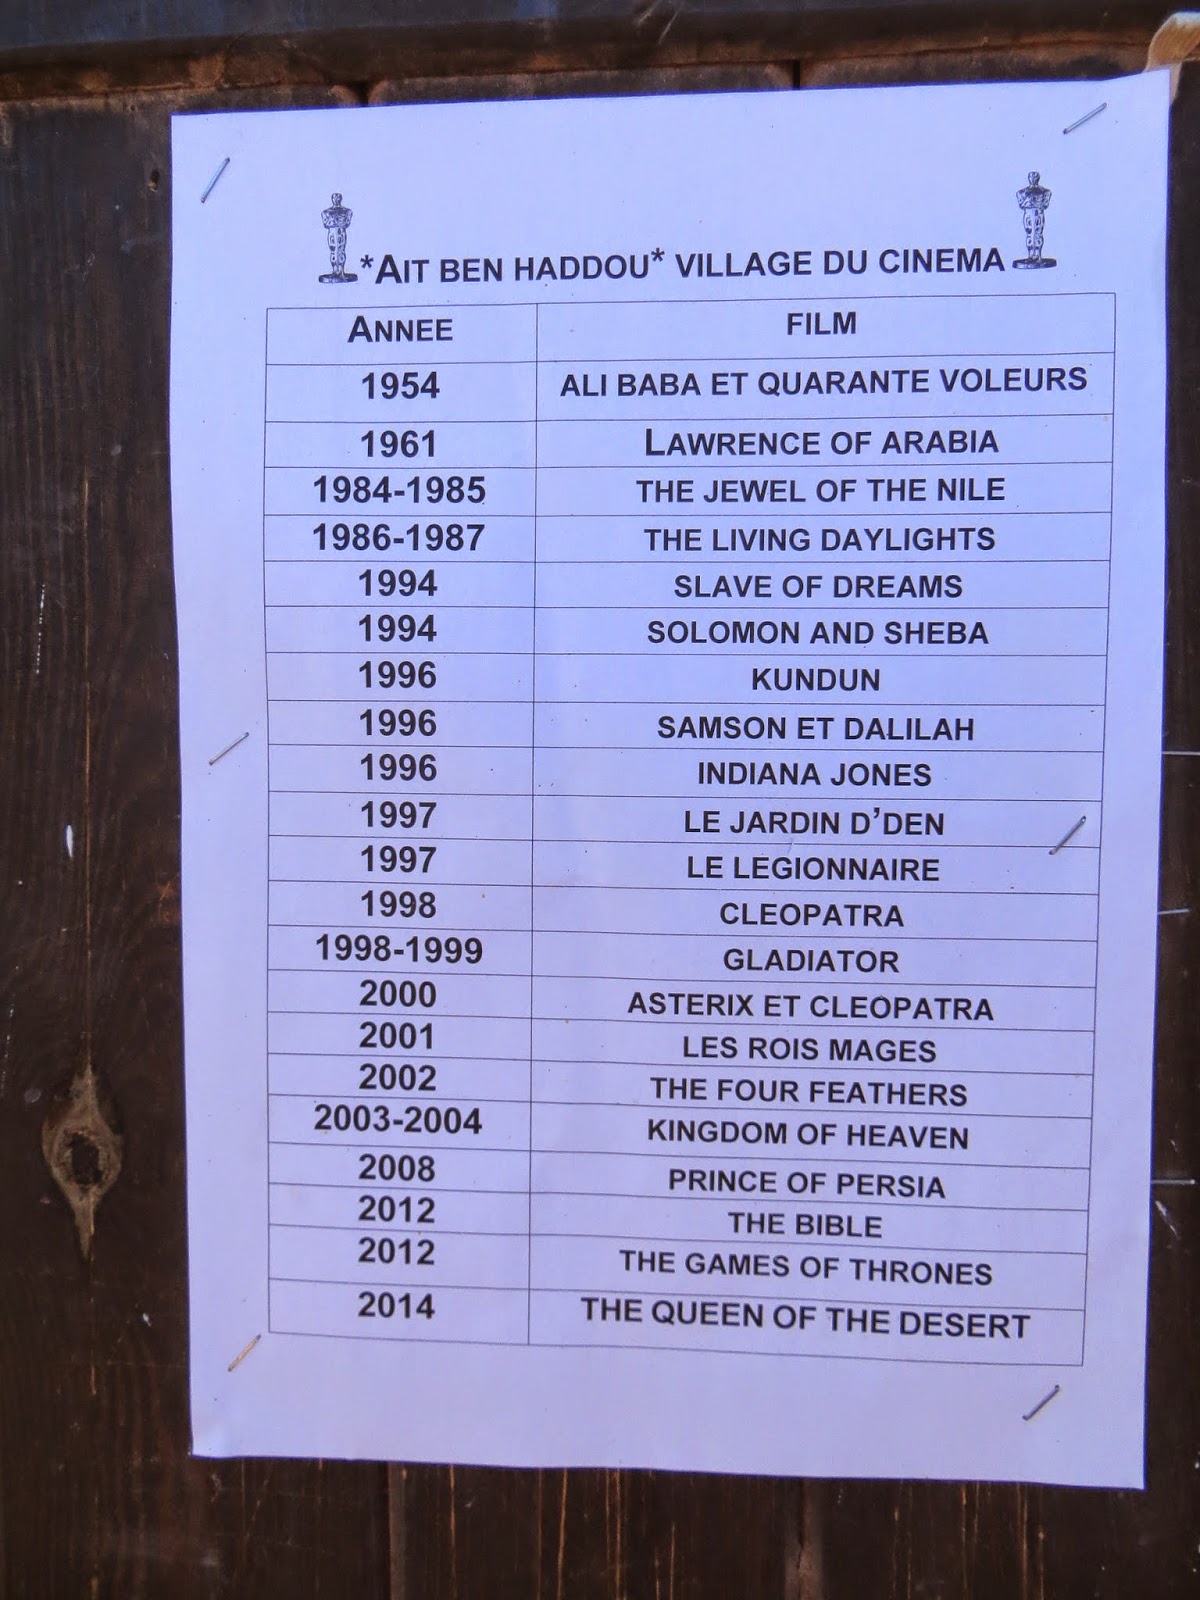 *AIT BEN HADDOU* VILLAGE DU CINEMA
ANNEE FILM
1954 ALI BABA ET QUARANTE VOLEURS
1961 LAWRENCE OF ARABIA
1984-1985 THE JEWEL OF THE NILE
1986-1987 THE LIVING DAYLIGHTS
1994 SLAVE OF DREAMS
1994 SOLOMON AND SHEBA
1996 KUNDUN
1996 SAMSON ET DALILAH
1996 INDIANA JONES
1997 LE JARDIN D'DEN
1997 LE LEGIONNAIRE
1998 CLEOPATRA
1998-1999 GLADIATOR
2000 ASTERIX ET CLEOPATRA
2001 LES ROIS MAGES
2002 THE FOUR FEATHERS
2003-2004 KINGDOM OF HEAVEN
2008 PRINCE OF PERSIA
2012 THE BIBLE
2012 THE GAMES OF THRONES
2014 THE QUEEN OF THE DESERT